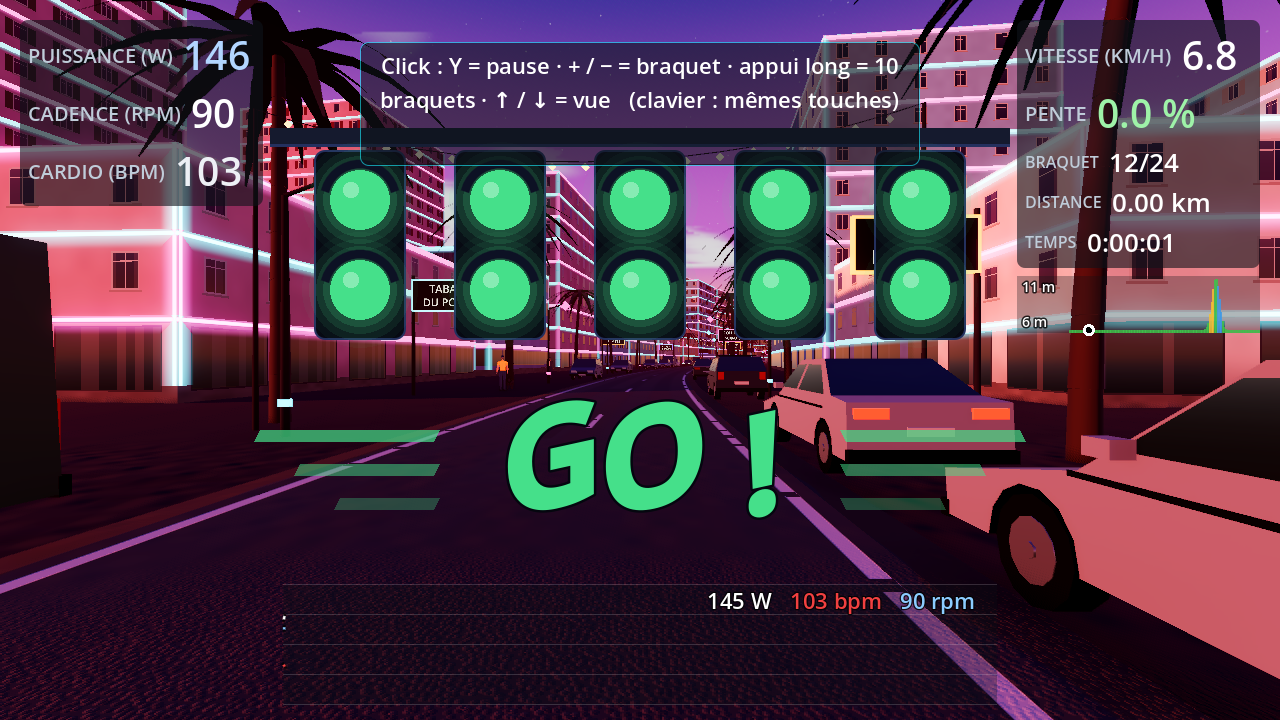 PUISSANCE (W) 146
CADENCE (RPM) 90
CARDIO (BPM) 103
Click : Y = pause · + / − = braquet · appui long = 10
braquets · ↑ / ↓ = vue (clavier : mêmes touches)
VITESSE (KM/H) 6.8
PENTE 0.0 %
BRAQUET 12/24
DISTANCE 0.00 km
TEMPS 0:00:01
11 m
6 m
GO !
145 W 103 bpm 90 rpm